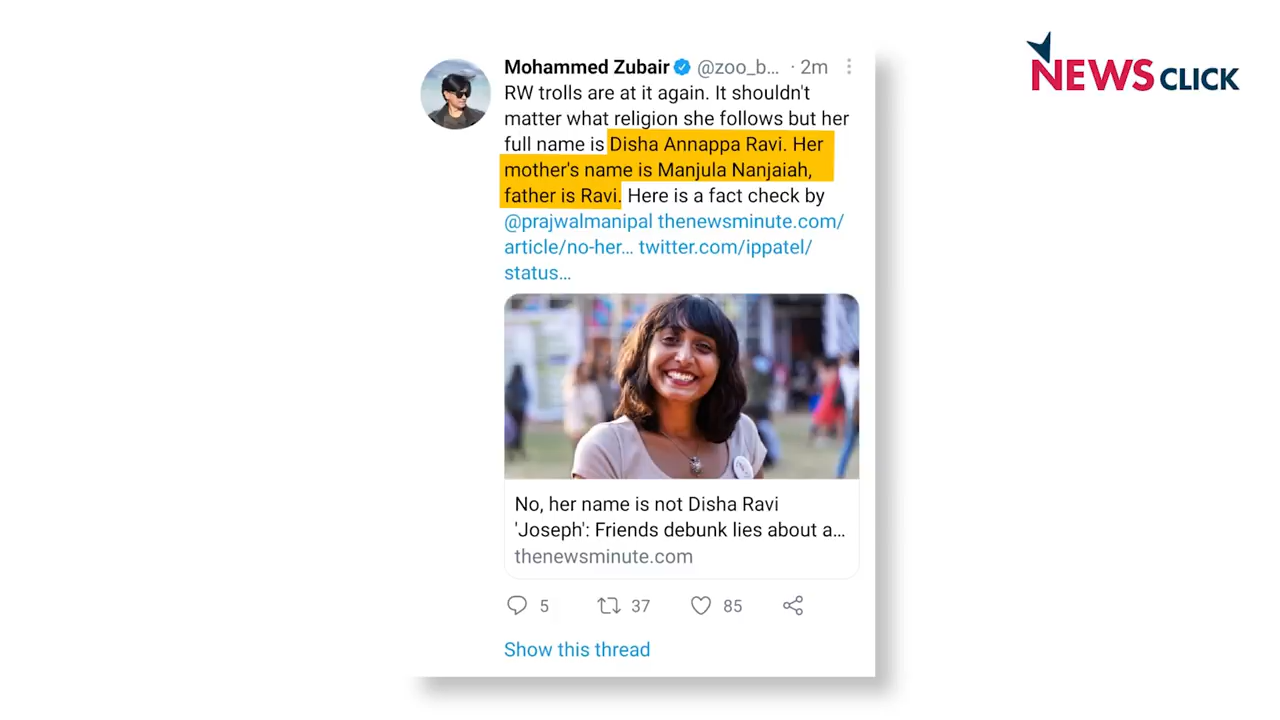 NEWS CLICK
Mohammed Zubair @zoo_b... · 2m
RW trolls are at it again. It shouldn't
matter what religion she follows but her
full name is Disha Annappa Ravi. Her
mother's name is Manjula Nanjaiah,
father is Ravi. Here is a fact check by
@prajwalmanipal thenewsminute.com/
article/no-her... twitter.com/ippatel/
status...
No, her name is not Disha Ravi
'Joseph': Friends debunk lies about a...
thenewsminute.com
5 37 85
Show this thread